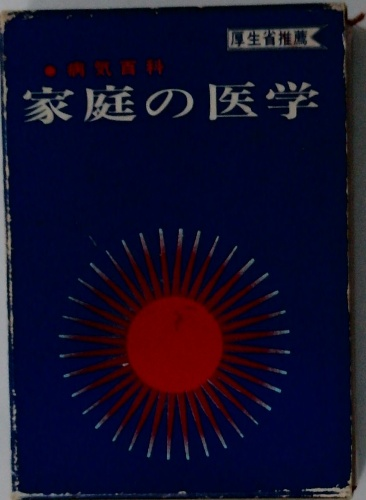 厚生省推薦
● 病気百科
家庭の医学